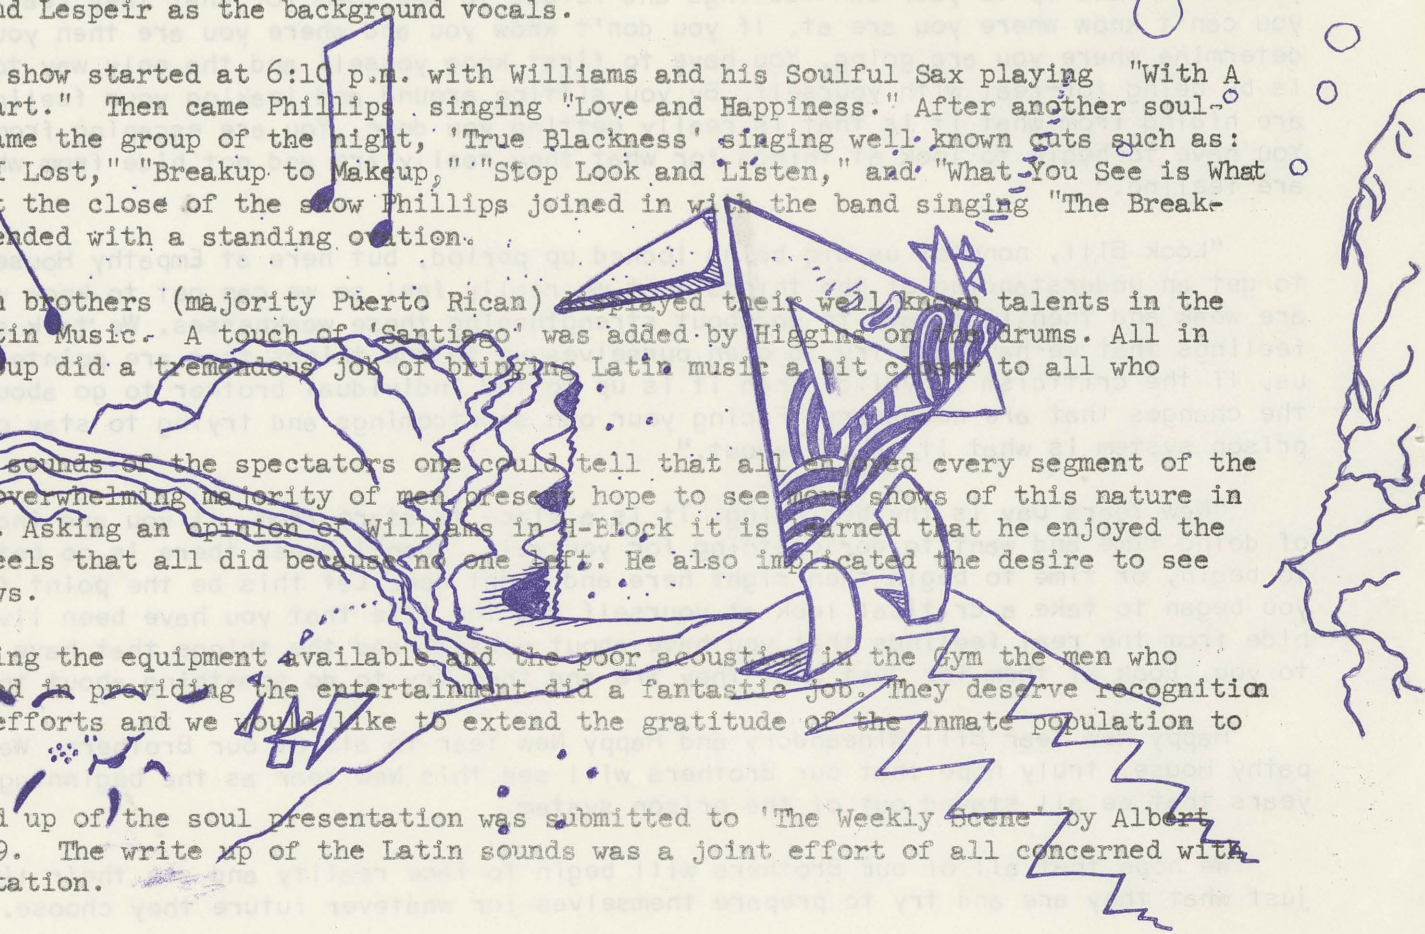 nd Lespeir as the background vocals.
show started at 6:10 p.m. with Williams and his Soulful Sax playing "With A
art." Then came Phillips singing "Love and Happiness." After another soul-
ame the group of the night, "True Blackness" singing well known cuts such as:
Lost," "Breakup to Makeup," "Stop Look and Listen," and "What You See is What
t the close of the show Phillips joined in with the band singing "The Break-
ended with a standing ovation.
brothers (majority Puerto Rican) displayed their well known talents in the
tin Music. A touch of 'Santiago' was added by Higgins on the drums. All in
oup did a tremendous job of bringing Latin music a bit closer to all who
sounds of the spectators one could tell that all enjoyed every segment of the
overwhelming majority of men present hope to see more shows of this nature in
Asking an opinion of Williams in H-Block it is learned that he enjoyed the
eels that all did because no one left. He also implicated the desire to see
ws.
ing the equipment available and the poor acoustics in the Gym the men who
ed in providing the entertainment did a fantastic job. They deserve recognition
efforts and we would like to extend the gratitude of the inmate population to
d up of the soul presentation was submitted to 'The Weekly Scene' by Albert
9. The write up of the Latin sounds was a joint effort of all concerned with
tation.